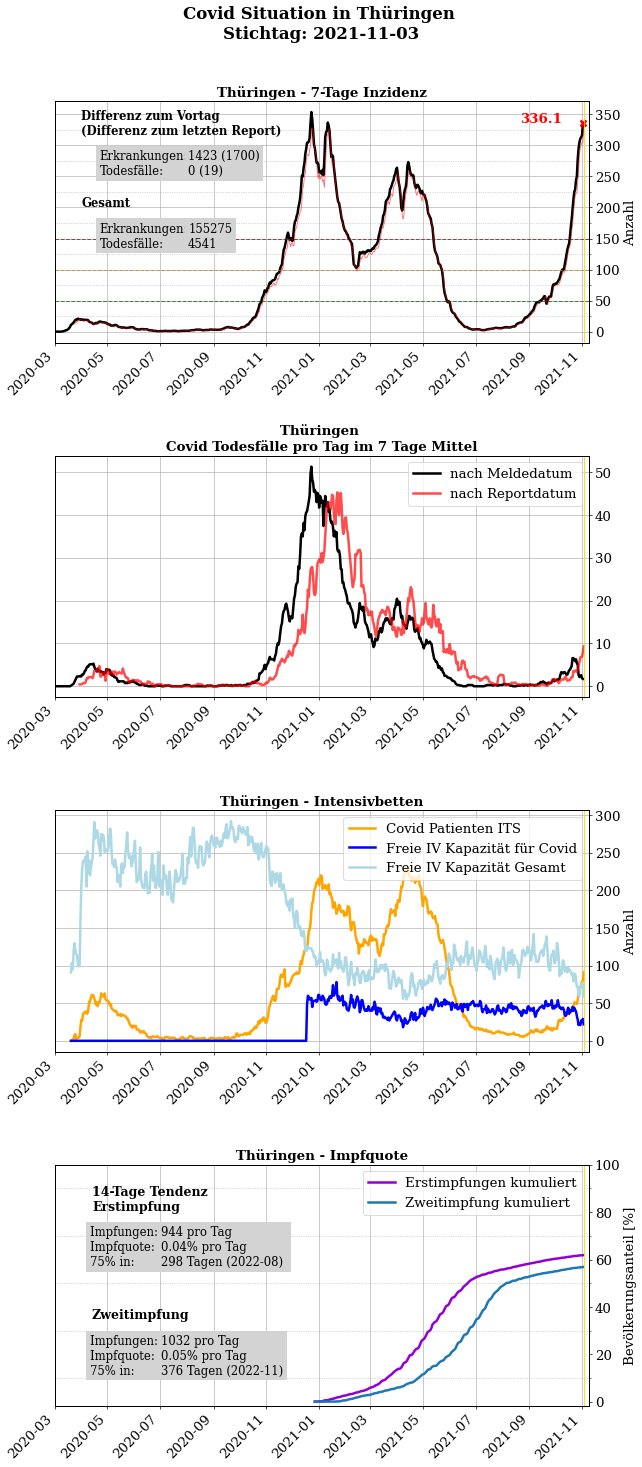 Covid Situation in Thüringen
Stichtag: 2021-11-03
Thüringen - 7-Tage Inzidenz
Differenz zum Vortag
(Differenz zum letzten Report)
Erkrankungen 1423 (1700)
Todesfälle: 0 (19)
Gesamt
Erkrankungen 155275
Todesfälle: 4541
336.1
350
300
250
200
150
100
50
0
Anzahl
2020-03 2020-05 2020-07 2020-09 2020-11 2021-01 2021-03 2021-05 2021-07 2021-09 2021-11
Thüringen
Covid Todesfälle pro Tag im 7 Tage Mittel
nach Meldedatum
nach Reportdatum
50
40
30
20
10
0
2020-03 2020-05 2020-07 2020-09 2020-11 2021-01 2021-03 2021-05 2021-07 2021-09 2021-11
Thüringen - Intensivbetten
Covid Patienten ITS
Freie IV Kapazität für Covid
Freie IV Kapazität Gesamt
300
250
200
150
100
50
0
Anzahl
2020-03 2020-05 2020-07 2020-09 2020-11 2021-01 2021-03 2021-05 2021-07 2021-09 2021-11
Thüringen - Impfquote
14-Tage Tendenz
Erstimpfung
Impfungen: 944 pro Tag
Impfquote: 0.04% pro Tag
75% in: 298 Tagen (2022-08)
Zweitimpfung
Impfungen: 1032 pro Tag
Impfquote: 0.05% pro Tag
75% in: 376 Tagen (2022-11)
Erstimpfungen kumuliert
Zweitimpfung kumuliert
100
80
60
40
20
0
Bevölkerungsanteil [%]
2020-03 2020-05 2020-07 2020-09 2020-11 2021-01 2021-03 2021-05 2021-07 2021-09 2021-11